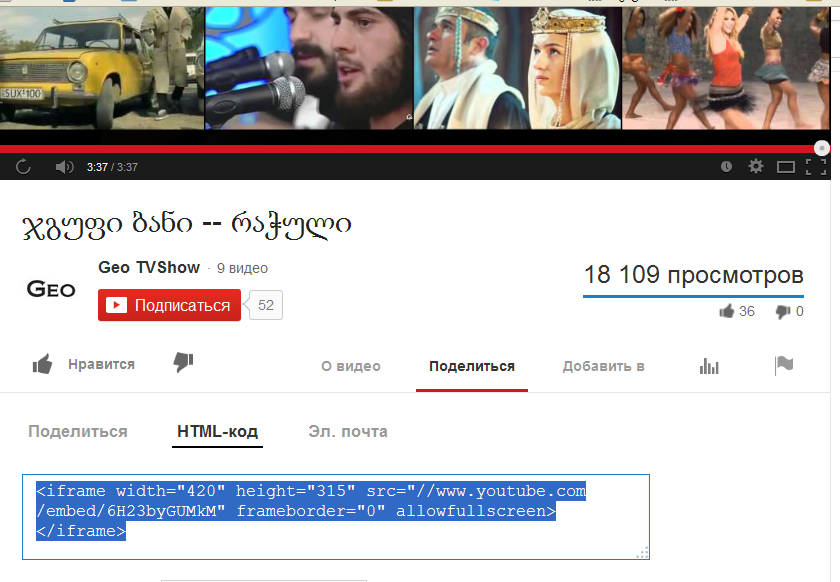 SUX 100
3:37 / 3:37
ჯგუფი ბანი -- რაჭული
GEO
Geo TVShow · 9 видео
Подписаться 52
18 109 просмотров
36 0
Нравится О видео Поделиться Добавить в
Поделиться HTML-код Эл. почта
<iframe width="420" height="315" src="//www.youtube.com
/embed/6H23byGUMkM" frameborder="0" allowfullscreen>
</iframe>